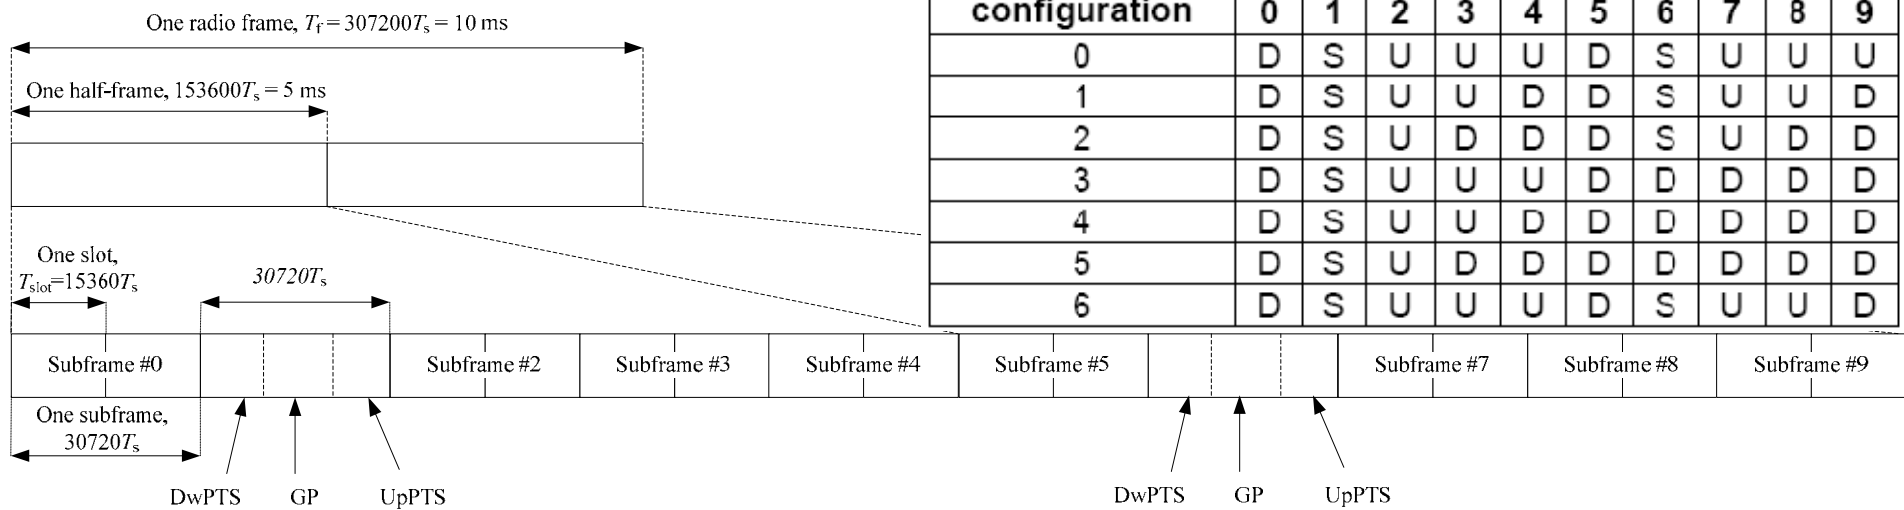 One radio frame, Tf = 307200Ts = 10 ms
One half-frame, 153600Ts = 5 ms
configuration 0 1 2 3 4 5 6 7 8 9
0 D S U U U D S U U U
1 D S U U D D S U U D
2 D S U D D D S U D D
3 D S U U U D D D D D
4 D S U U D D D D D D
5 D S U D D D D D D D
6 D S U U U D S U U D
One slot,
Tslot=15360Ts
30720Ts
Subframe #0 Subframe #2 Subframe #3 Subframe #4 Subframe #5 Subframe #7 Subframe #8 Subframe #9
One subframe,
30720Ts
DwPTS GP UpPTS DwPTS GP UpPTS